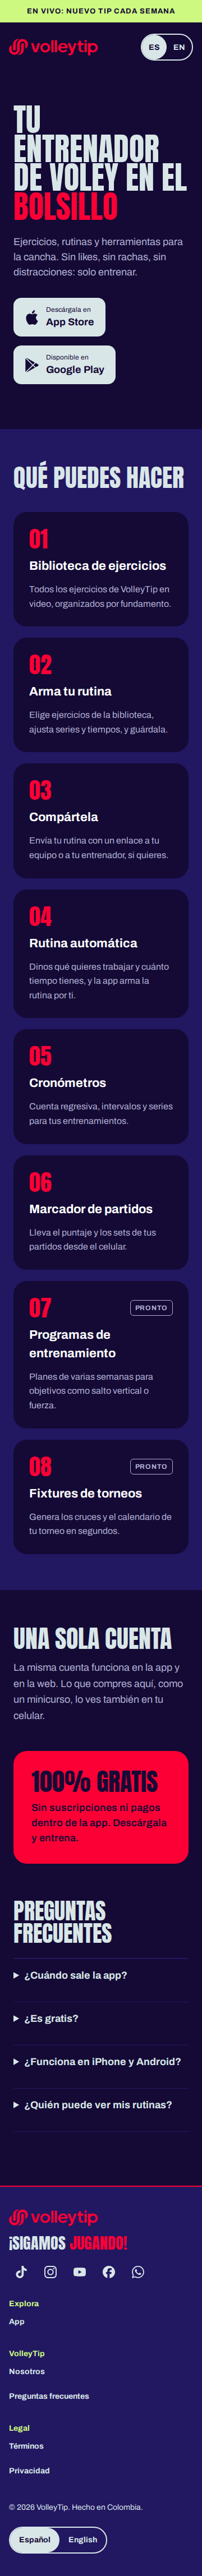 EN VIVO: NUEVO TIP CADA SEMANA
volleytip
ES EN
TU
ENTRENADOR
DE VOLEY EN EL
BOLSILLO
Ejercicios, rutinas y herramientas para
la cancha. Sin likes, sin rachas, sin
distracciones: solo entrenar.
Descárgala en
App Store
Disponible en
Google Play
QUÉ PUEDES HACER
01
Biblioteca de ejercicios
Todos los ejercicios de VolleyTip en
video, organizados por fundamento.
02
Arma tu rutina
Elige ejercicios de la biblioteca,
ajusta series y tiempos, y guárdala.
03
Compártela
Envía tu rutina con un enlace a tu
equipo o a tu entrenador, si quieres.
04
Rutina automática
Dinos qué quieres trabajar y cuánto
tiempo tienes, y la app arma la
rutina por ti.
05
Cronómetros
Cuenta regresiva, intervalos y series
para tus entrenamientos.
06
Marcador de partidos
Lleva el puntaje y los sets de tus
partidos desde el celular.
07
PRONTO
Programas de
entrenamiento
Planes de varias semanas para
objetivos como salto vertical o
fuerza.
08
PRONTO
Fixtures de torneos
Genera los cruces y el calendario de
tu torneo en segundos.
UNA SOLA CUENTA
La misma cuenta funciona en la app y
en la web. Lo que compres aquí, como
un minicurso, lo ves también en tu
celular.
100% GRATIS
Sin suscripciones ni pagos
dentro de la app. Descárgala
y entrena.
PREGUNTAS
FRECUENTES
¿Cuándo sale la app?
¿Es gratis?
¿Funciona en iPhone y Android?
¿Quién puede ver mis rutinas?
volleytip
¡SIGAMOS JUGANDO!
Explora
App
VolleyTip
Nosotros
Preguntas frecuentes
Legal
Términos
Privacidad
© 2026 VolleyTip. Hecho en Colombia.
Español English